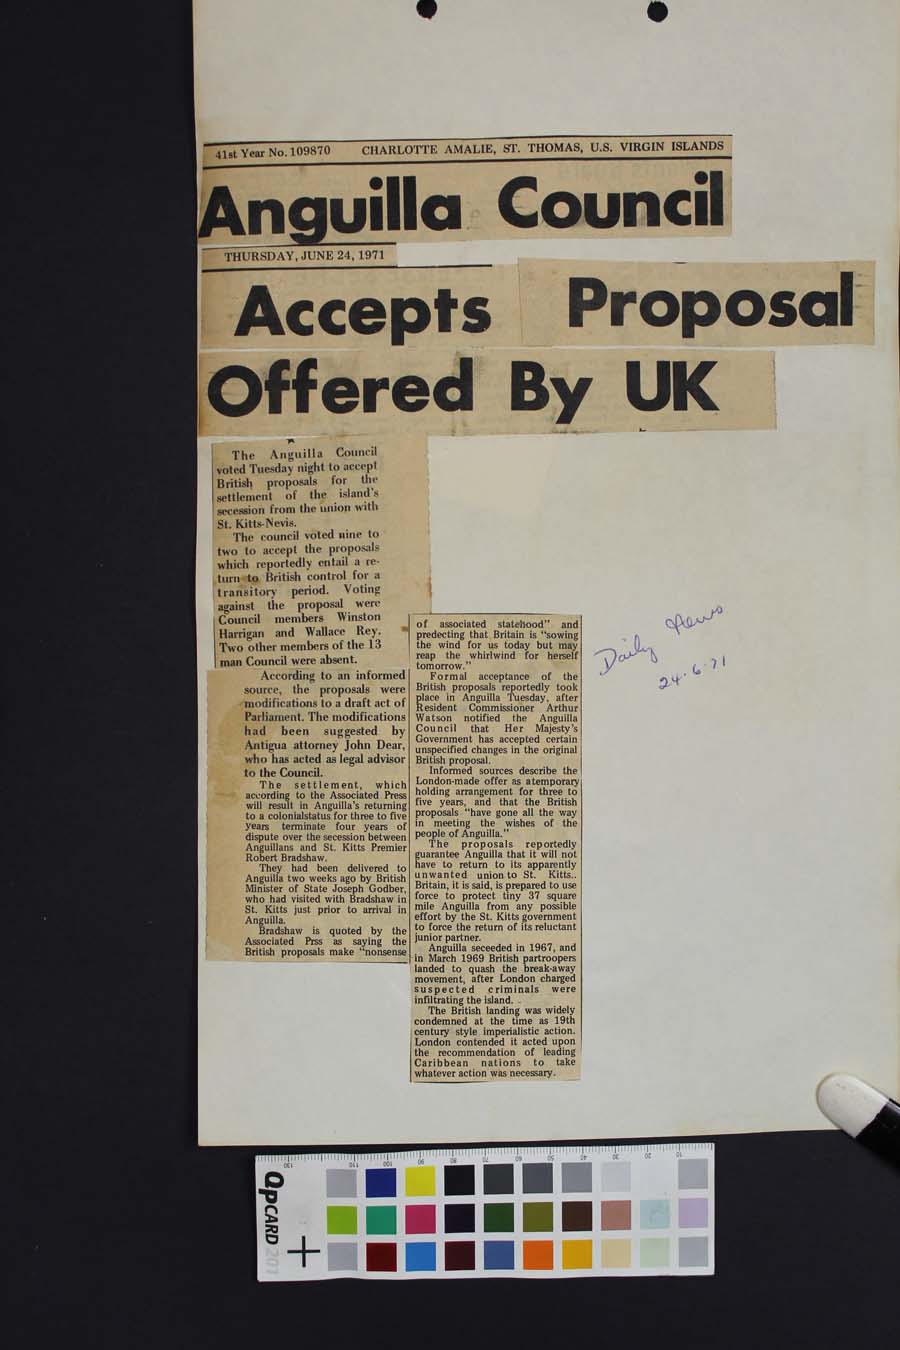 41st Year No. 109870 CHARLOTTE AMALIE, ST. THOMAS, U.S. VIRGIN ISLANDS
Anguilla Council
THURSDAY, JUNE 24, 1971
Accepts Proposal
Offered By UK
The Anguilla Council
voted Tuesday night to accept
British proposals for the
settlement of the island's
secession from the union with
St. Kitts-Nevis.
The council voted nine to
two to accept the proposals
which reportedly entail a re-
turn to British control for a
transitory period. Voting
against the proposal were
Council members Winston
Harrigan and Wallace Rey.
Two other members of the 13
man Council were absent.
According to an informed
source, the proposals were
modifications to a draft act of
Parliament. The modifications
had been suggested by
Antigua attorney John Dear,
who has acted as legal advisor
to the Council.
The settlement, which
according to the Associated Press
will result in Anguilla's returning
to a colonialstatus for three to five
years terminate four years of
dispute over the secession between
Anguillans and St. Kitts Premier
Robert Bradshaw.
They had been delivered to
Anguilla two weeks ago by British
Minister of State Joseph Godber,
who had visited with Bradshaw in
St. Kitts just prior to arrival in
Anguilla.
Bradshaw is quoted by the
Associated Prss as saying the
British proposals make "nonsense
of associated statehood" and
predecting that Britain is "sowing
the wind for us today but may
reap the whirlwind for herself
tomorrow."
Formal acceptance of the
British proposals reportedly took
place in Anguilla Tuesday, after
Resident Commissioner Arthur
Watson notified the Anguilla
Council that Her Majesty's
Government has accepted certain
unspecified changes in the original
British proposal.
Informed sources describe the
London-made offer as atemporary
holding arrangement for three to
five years, and that the British
proposals "have gone all the way
in meeting the wishes of the
people of Anguilla."
The proposals reportedly
guarantee Anguilla that it will not
have to return to its apparently
unwanted union to St. Kitts..
Britain, it is said, is prepared to use
force to protect tiny 37 square
mile Anguilla from any possible
effort by the St. Kitts government
to force the return of its reluctant
junior partner.
Anguilla seceeded in 1967, and
in March 1969 British partroopers
landed to quash the break-away
movement, after London charged
suspected criminals were
infiltrating the island.
The British landing was widely
condemned at the time as 19th
century style imperialistic action.
London contended it acted upon
the recommendation of leading
Caribbean nations to take
whatever action was necessary.
Daily News
24.6.71
130 110 100 90 80 70 60 50 40 30 20 10
QPCARD 201